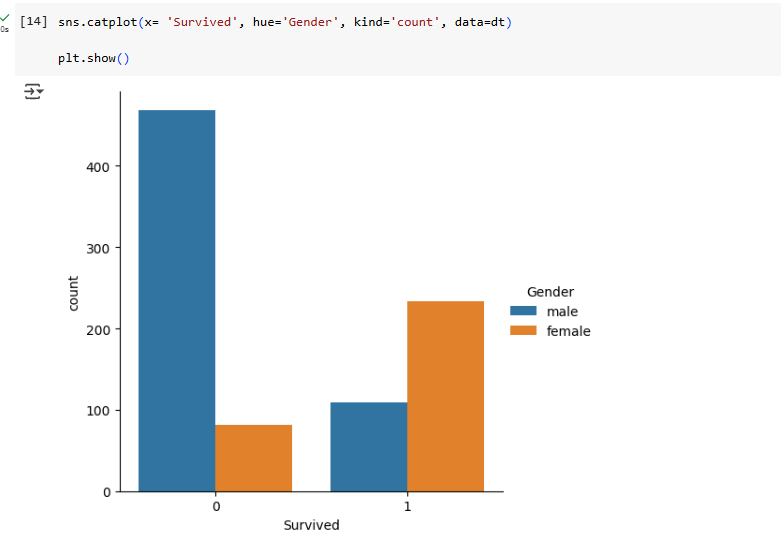 [14] sns.catplot(x= 'Survived', hue='Gender', kind='count', data=dt)
0s
plt.show()
400
300
200
100
0
count
0
1
Survived
Gender
male
female